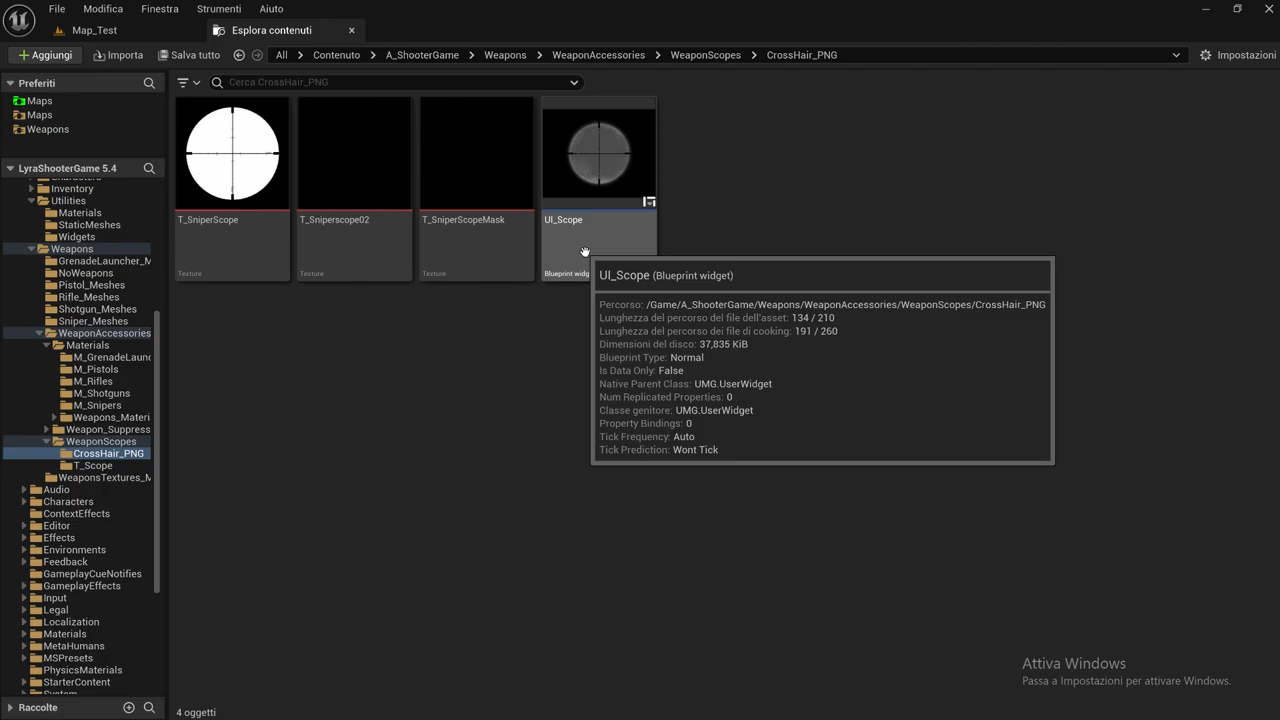 File
Modifica
Finestra
Strumenti
Aiuto
Map_Test
Esplora contenuti
Aggiungi
Importa
Salva tutto
All
Contenuto
A_ShooterGame
Weapons
WeaponAccessories
WeaponScopes
CrossHair_PNG
Impostazioni
Preferiti
Maps
Maps
Weapons
Cerca CrossHair_PNG
LyraShooterGame 5.4
Inventory
Utilities
Materials
StaticMeshes
Widgets
Weapons
GrenadeLauncher_M
NoWeapons
Pistol_Meshes
Rifle_Meshes
Shotgun_Meshes
Sniper_Meshes
WeaponAccessories
Materials
M_GrenadeLaunc
M_Pistols
M_Rifles
M_Shotguns
M_Snipers
Weapons_Materi
Weapon_Suppress
WeaponScopes
CrossHair_PNG
T_Scope
WeaponsTextures_M
Audio
Characters
ContextEffects
Editor
Effects
Environments
Feedback
GameplayCueNotifies
GameplayEffects
Input
Legal
Localization
Materials
MetaHumans
MSPresets
PhysicsMaterials
StarterContent
Raccolte
T_SniperScope
Texture
T_Sniperscope02
Texture
T_SniperScopeMask
Texture
UI_Scope
Blueprint widg
UI_Scope (Blueprint widget)
Percorso: /Game/A_ShooterGame/Weapons/WeaponAccessories/WeaponScopes/CrossHair_PNG
Lunghezza del percorso del file dell'asset: 134 / 210
Lunghezza del percorso dei file di cooking: 191 / 260
Dimensioni del disco: 37,835 KiB
Blueprint Type: Normal
Is Data Only: False
Native Parent Class: UMG.UserWidget
Num Replicated Properties: 0
Classe genitore: UMG.UserWidget
Property Bindings: 0
Tick Frequency: Auto
Tick Prediction: Wont Tick
Attiva Windows
Passa a Impostazioni per attivare Windows.
4 oggetti